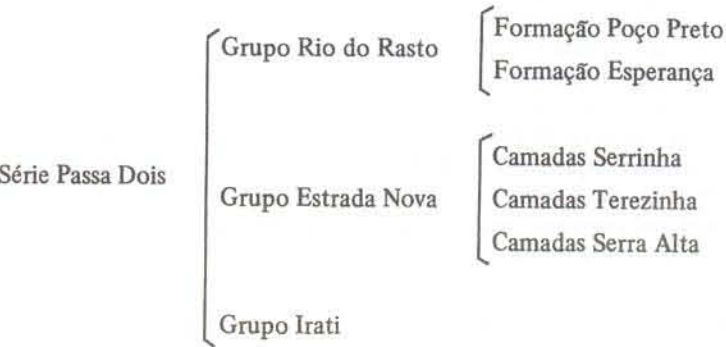 Formação Poço Preto
Grupo Rio do Rasto
Formação Esperança
Camadas Serrinha
Série Passa Dois
Grupo Estrada Nova
Camadas Terezinha
Camadas Serra Alta
Grupo Irati